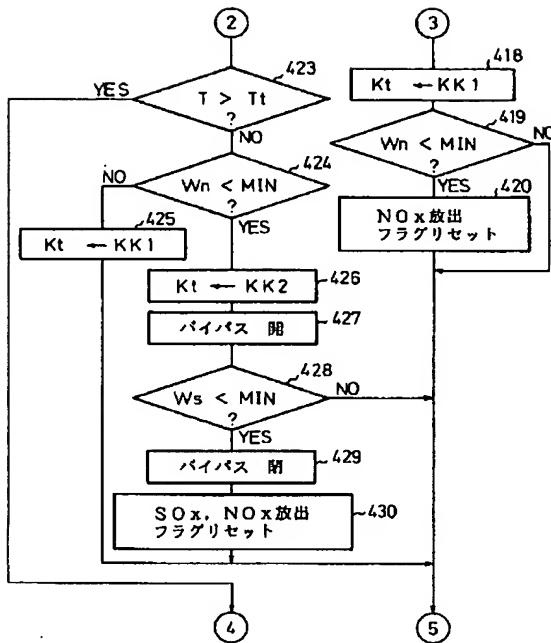 2
3
423
YES
T > Tt
?
NO
418
Kt ← KK1
419
Wn < MIN
?
NO
YES
420
NOx放出
フラグリセット
424
NO
Wn < MIN
?
YES
425
Kt ← KK1
426
Kt ← KK2
427
バイパス 開
428
Ws < MIN
?
NO
YES
429
バイパス 閉
430
SOx, NOx放出
フラグリセット
4
5